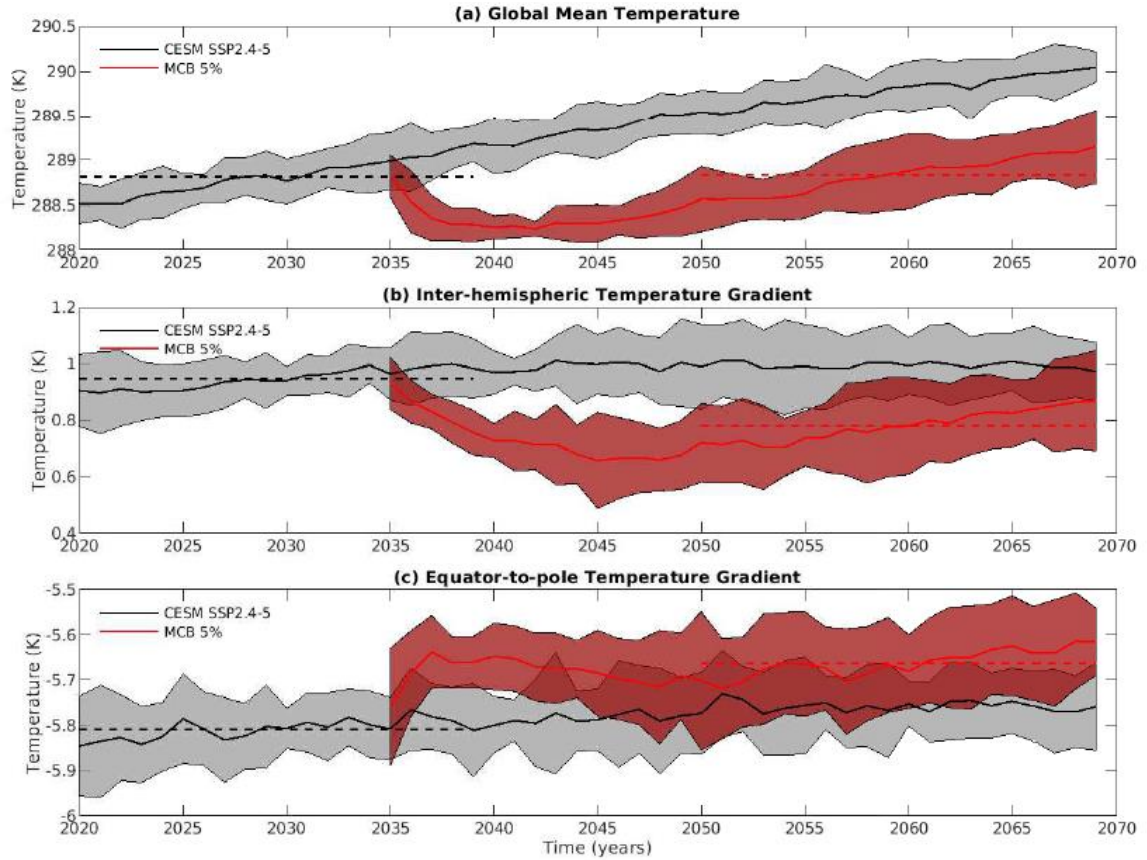 (a) Global Mean Temperature
290.5
290
289.5
289
288.5
288
Temperature (K)
CESM SSP2.4-5
MCB 5%
2020 2025 2030 2035 2040 2045 2050 2055 2060 2065 2070
(b) Inter-hemispheric Temperature Gradient
1.2
1
0.8
0.6
0.4
Temperature (K)
CESM SSP2.4-5
MCB 5%
2020 2025 2030 2035 2040 2045 2050 2055 2060 2065 2070
(c) Equator-to-pole Temperature Gradient
-5.5
-5.6
-5.7
-5.8
-5.9
-6
Temperature (K)
CESM SSP2.4-5
MCB 5%
2020 2025 2030 2035 2040 2045 2050 2055 2060 2065 2070
Time (years)